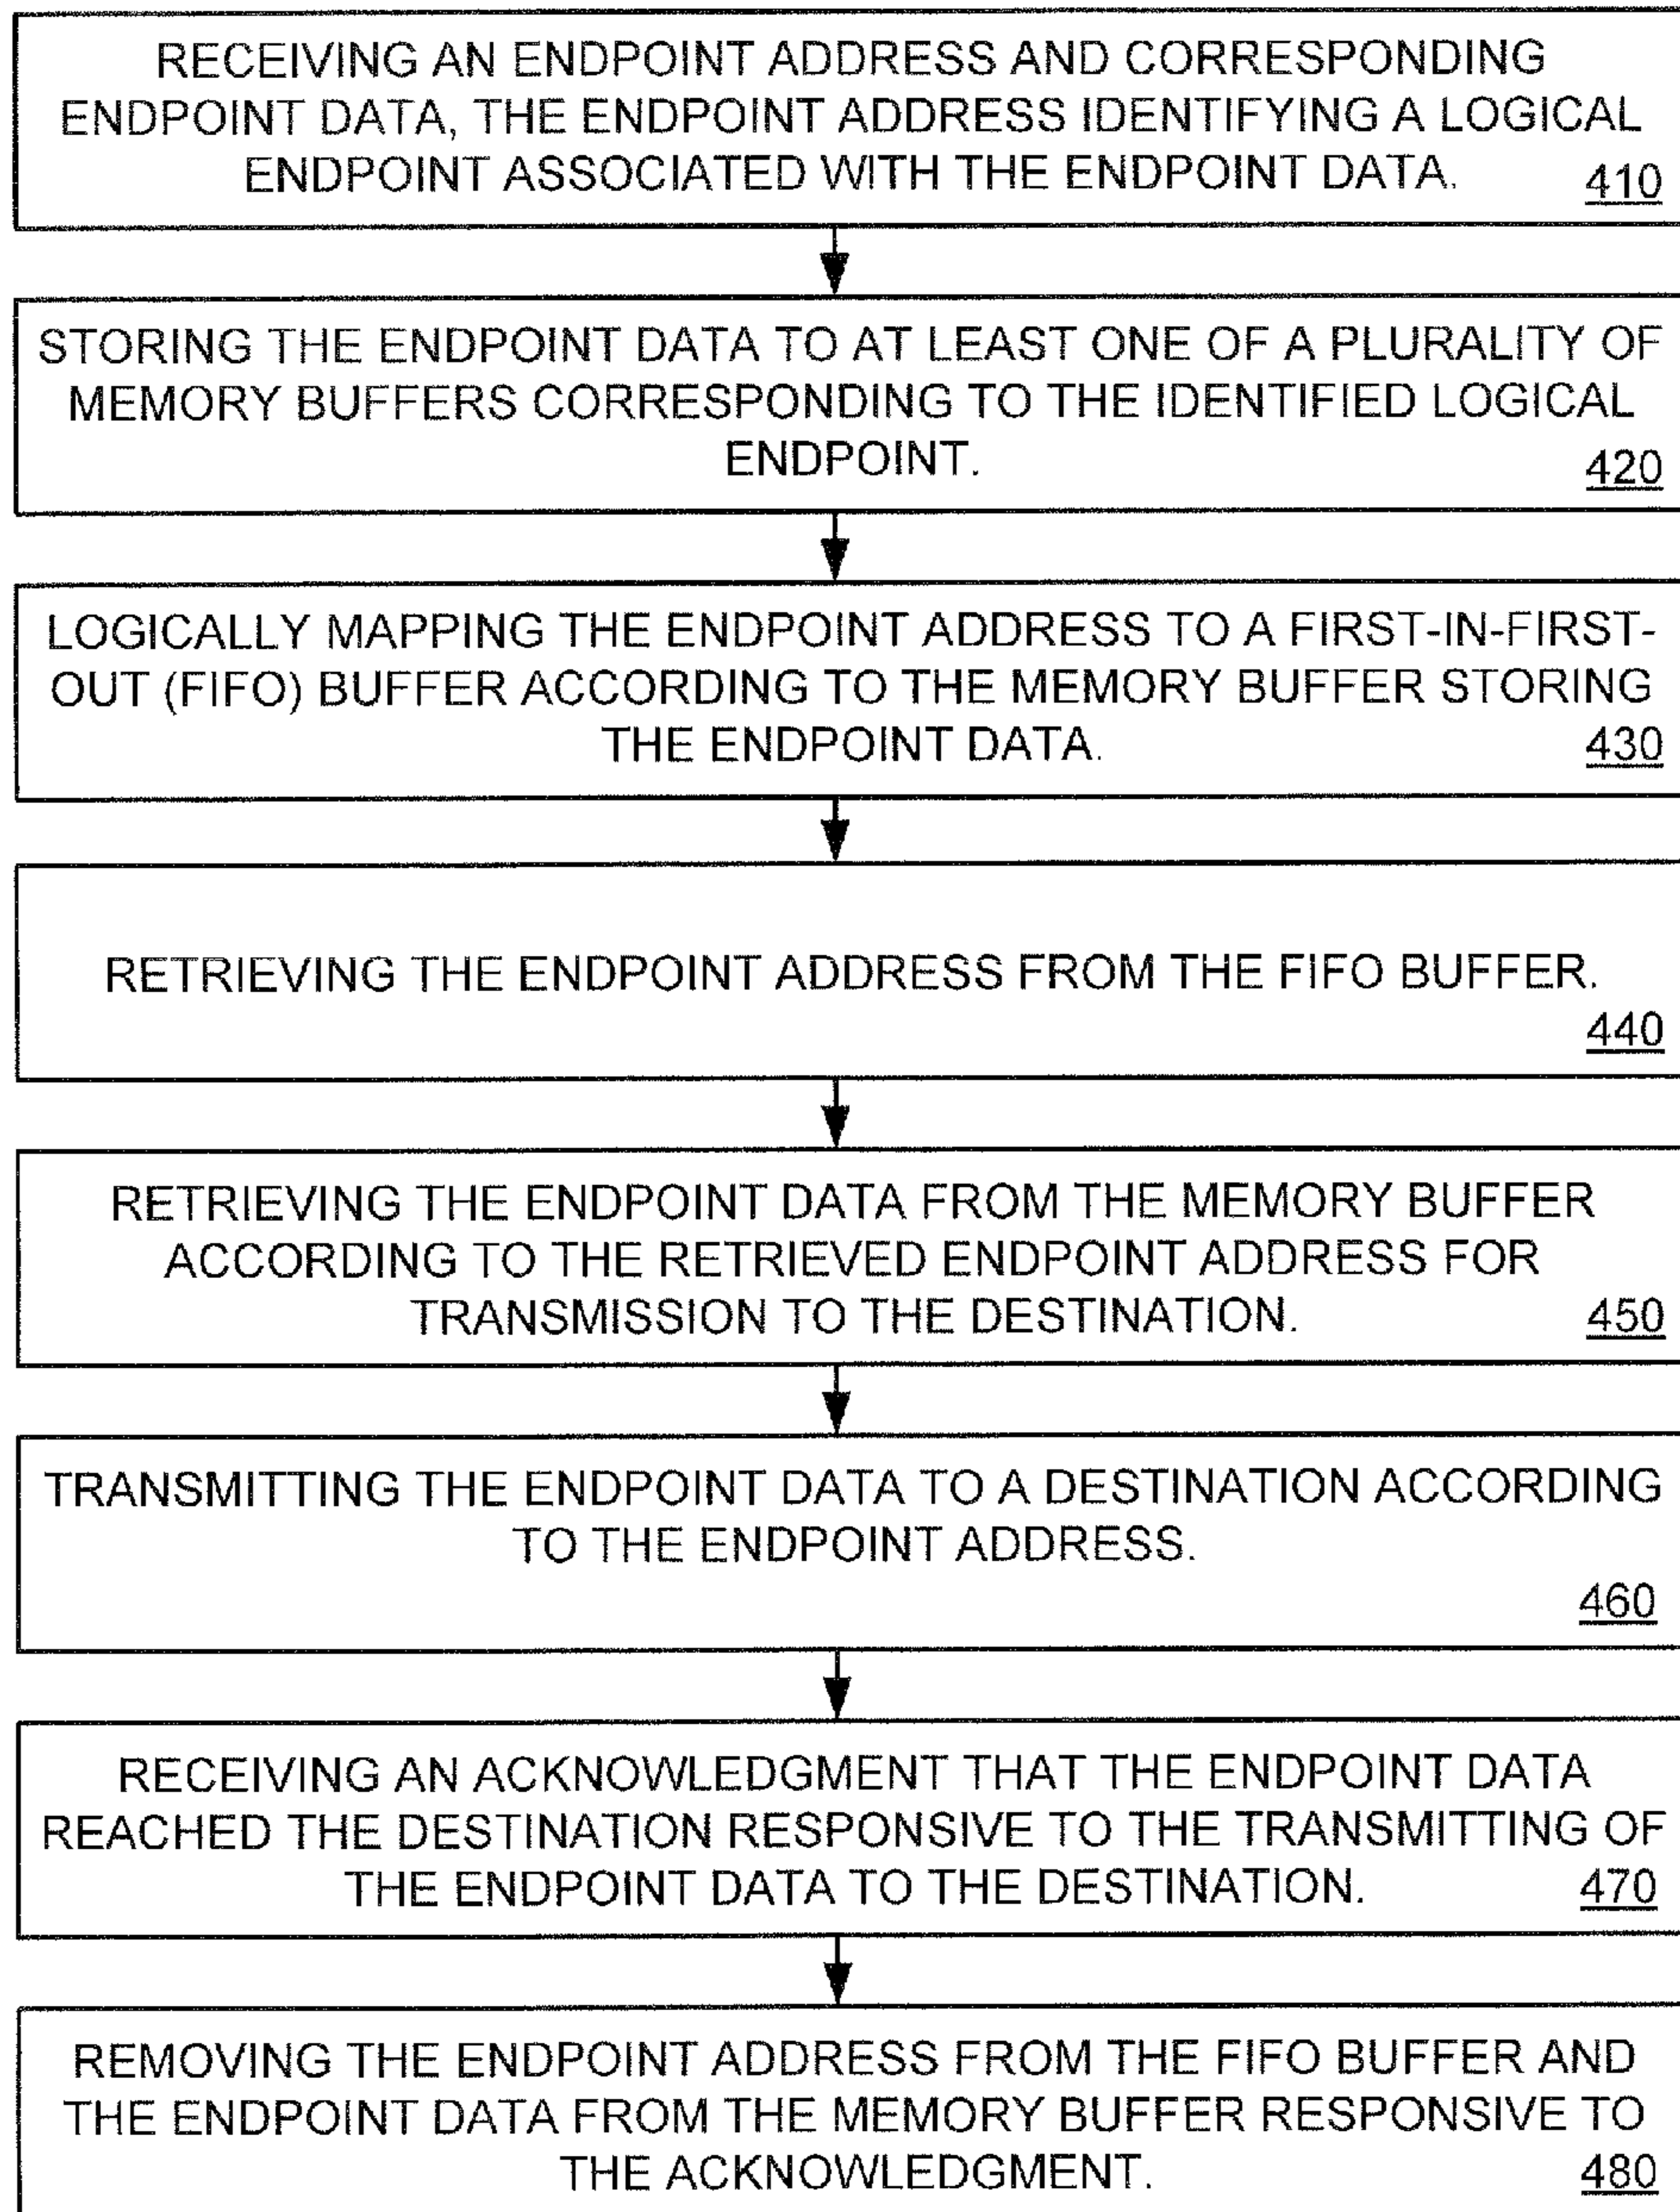 RECEIVING AN ENDPOINT ADDRESS AND CORRESPONDING
ENDPOINT DATA, THE ENDPOINT ADDRESS IDENTIFYING A LOGICAL
ENDPOINT ASSOCIATED WITH THE ENDPOINT DATA.
410
STORING THE ENDPOINT DATA TO AT LEAST ONE OF A PLURALITY OF
MEMORY BUFFERS CORRESPONDING TO THE IDENTIFIED LOGICAL
ENDPOINT.
420
LOGICALLY MAPPING THE ENDPOINT ADDRESS TO A FIRST-IN-FIRST-
OUT (FIFO) BUFFER ACCORDING TO THE MEMORY BUFFER STORING
THE ENDPOINT DATA.
430
RETRIEVING THE ENDPOINT ADDRESS FROM THE FIFO BUFFER.
440
RETRIEVING THE ENDPOINT DATA FROM THE MEMORY BUFFER
ACCORDING TO THE RETRIEVED ENDPOINT ADDRESS FOR
TRANSMISSION TO THE DESTINATION.
450
TRANSMITTING THE ENDPOINT DATA TO A DESTINATION ACCORDING
TO THE ENDPOINT ADDRESS.
460
RECEIVING AN ACKNOWLEDGMENT THAT THE ENDPOINT DATA
REACHED THE DESTINATION RESPONSIVE TO THE TRANSMITTING OF
THE ENDPOINT DATA TO THE DESTINATION.
470
REMOVING THE ENDPOINT ADDRESS FROM THE FIFO BUFFER AND
THE ENDPOINT DATA FROM THE MEMORY BUFFER RESPONSIVE TO
THE ACKNOWLEDGMENT.
480